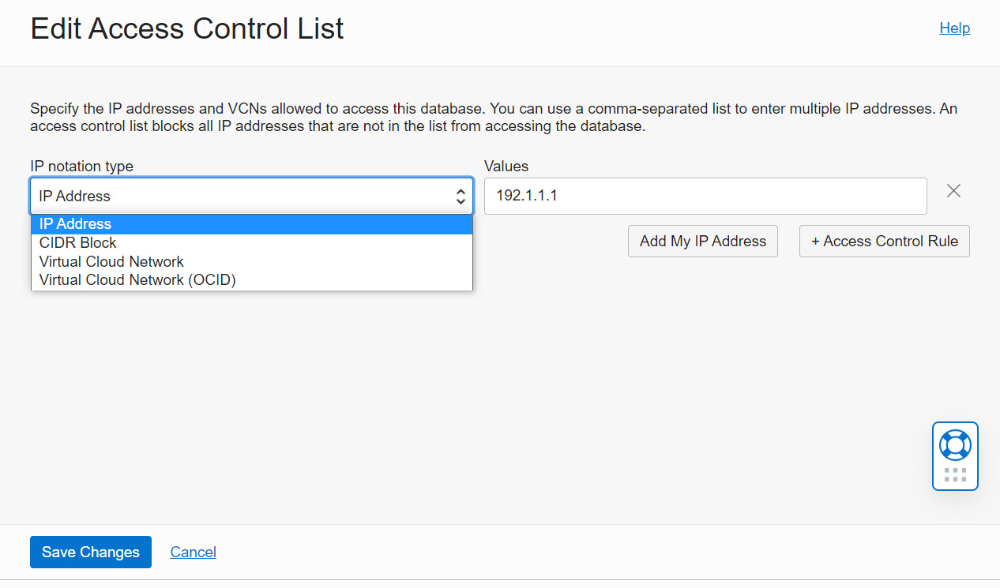 Edit Access Control List
Help
Specify the IP addresses and VCNs allowed to access this database. You can use a comma-separated list to enter multiple IP addresses. An
access control list blocks all IP addresses that are not in the list from accessing the database.
IP notation type
Values
IP Address
192.1.1.1
IP Address
CIDR Block
Virtual Cloud Network
Virtual Cloud Network (OCID)
Add My IP Address
+ Access Control Rule
Save Changes
Cancel